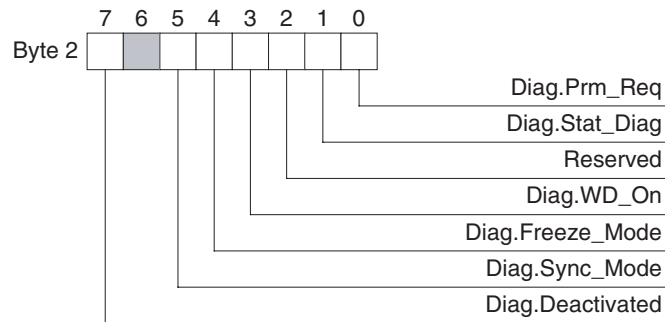 7 6 5 4 3 2 1 0
Byte 2
Diag.Prm_Req
Diag.Stat_Diag
Reserved
Diag.WD_On
Diag.Freeze_Mode
Diag.Sync_Mode
Diag.Deactivated